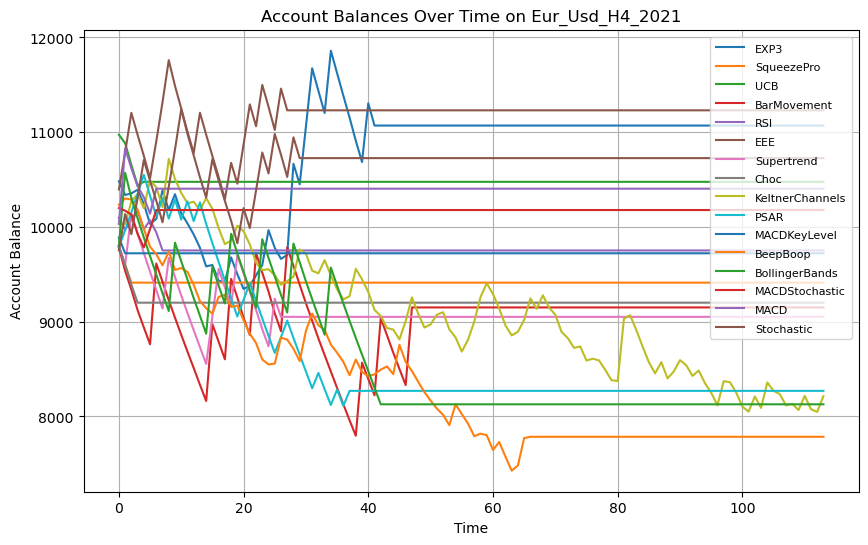 Account Balances Over Time on Eur_Usd_H4_2021
12000
11000
10000
9000
8000
Account Balance
0
20
40
60
80
100
Time
EXP3
SqueezePro
UCB
BarMovement
RSI
EEE
Supertrend
Choc
KeltnerChannels
PSAR
MACDKeyLevel
BeepBoop
BollingerBands
MACDStochastic
MACD
Stochastic